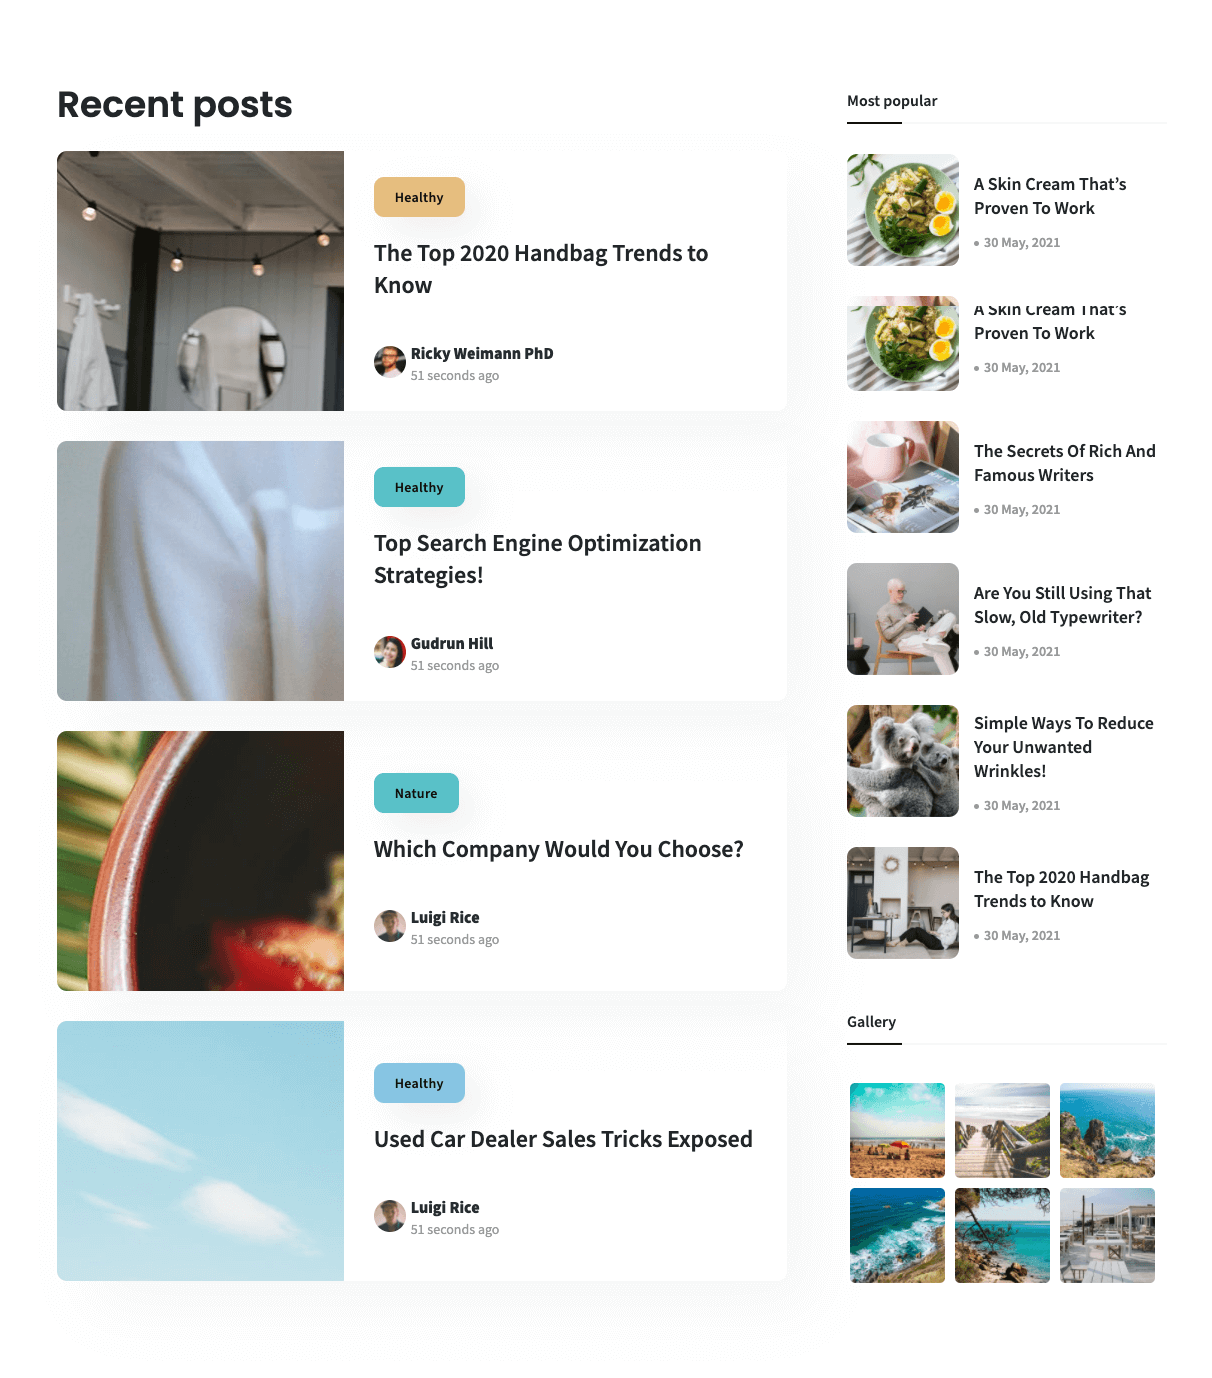 Recent posts
Healthy
The Top 2020 Handbag Trends to
Know
Ricky Weimann PhD
51 seconds ago
Healthy
Top Search Engine Optimization
Strategies!
Gudrun Hill
51 seconds ago
Nature
Which Company Would You Choose?
Luigi Rice
51 seconds ago
Healthy
Used Car Dealer Sales Tricks Exposed
Luigi Rice
51 seconds ago
Most popular
A Skin Cream That's
Proven To Work
30 May, 2021
A Skin Cream That's
Proven To Work
30 May, 2021
The Secrets Of Rich And
Famous Writers
30 May, 2021
Are You Still Using That
Slow, Old Typewriter?
30 May, 2021
Simple Ways To Reduce
Your Unwanted
Wrinkles!
30 May, 2021
The Top 2020 Handbag
Trends to Know
30 May, 2021
Gallery